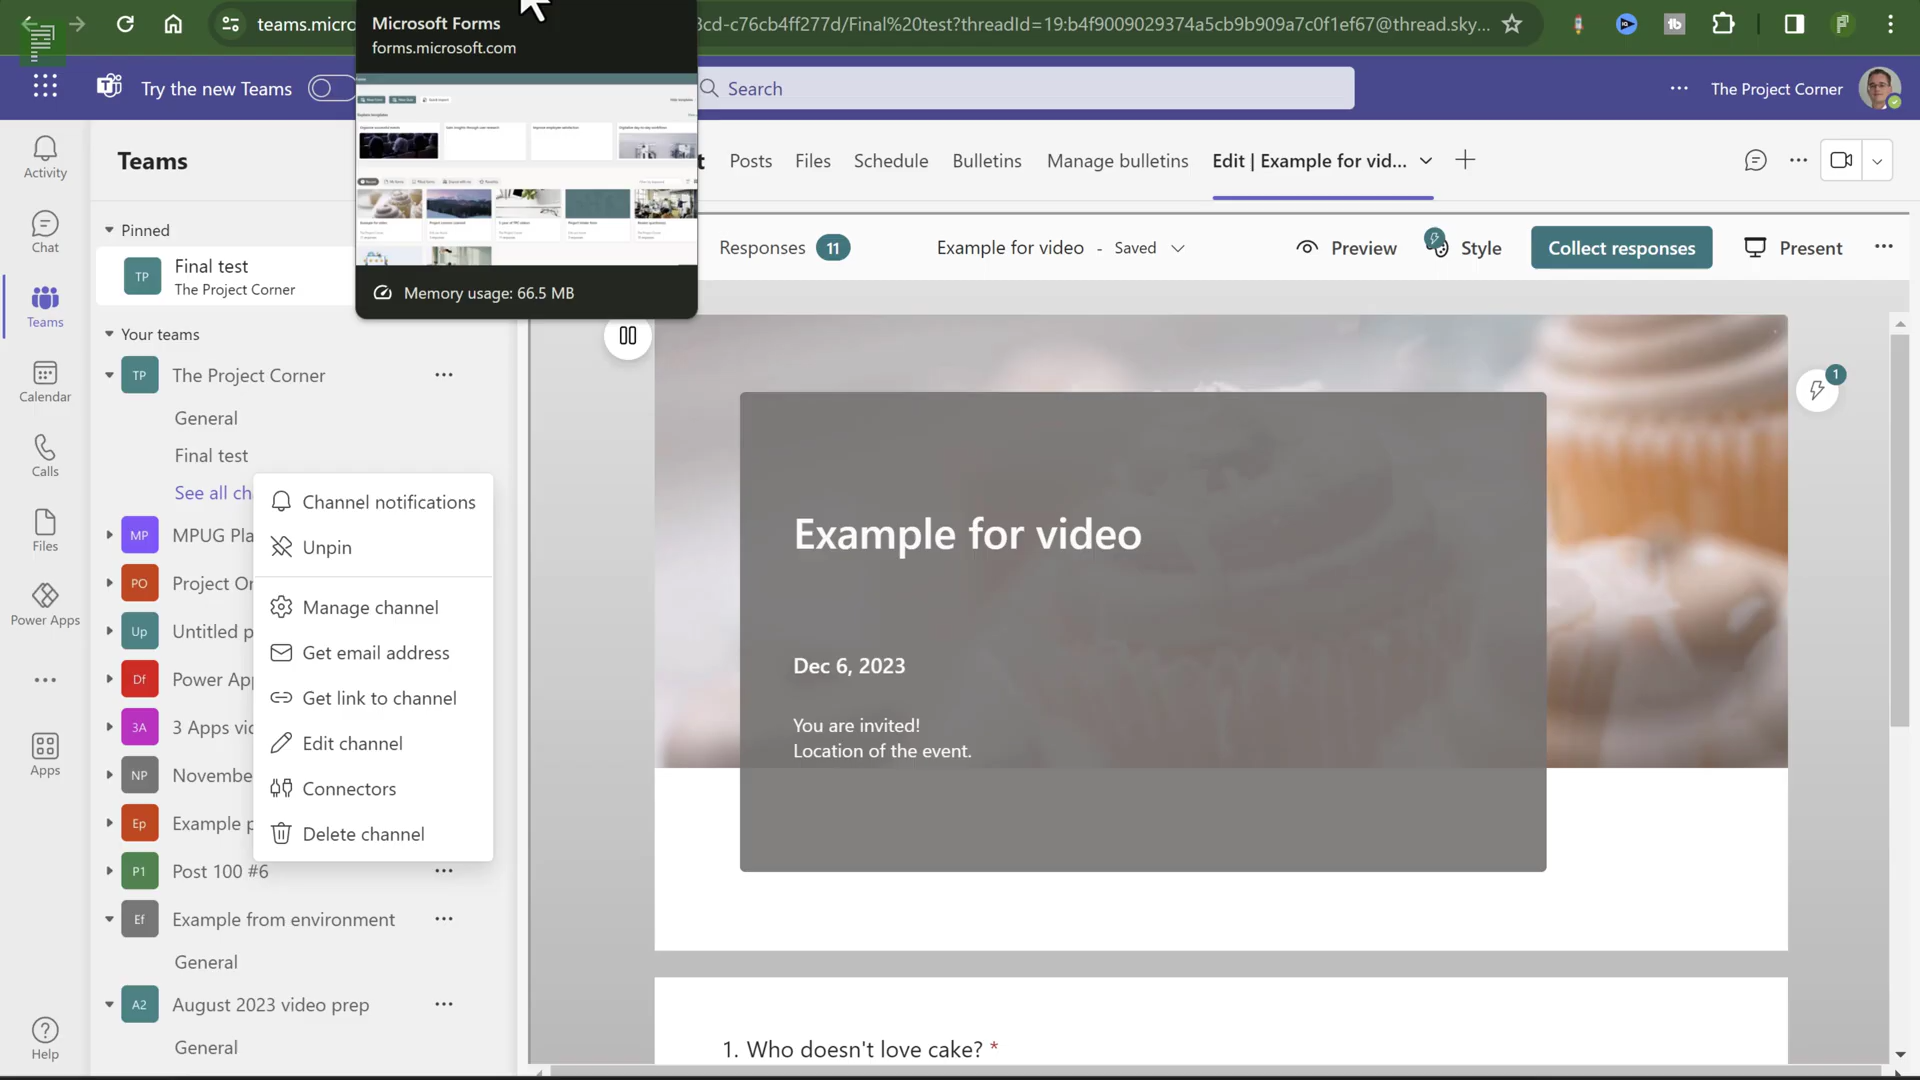 teams.micro
Microsoft Forms
forms.microsoft.com
3cd-c76cb4ff277d/Final%20test?threadId=19:b4f9009029374a5cb9b909a7c0f1ef67@thread.sky...
Try the new Teams
Search
The Project Corner
Activity
Chat
Teams
Calendar
Calls
Files
Power Apps
Apps
Help
Teams
Pinned
TP
Final test
The Project Corner
Your teams
TP
The Project Corner
General
Final test
See all ch
MP
MPUG Pla
PO
Project Or
Up
Untitled p
Df
Power Ap
3A
3 Apps vid
NP
Novembe
Ep
Example p
P1
Post 100 #6
Ef
Example from environment
General
A2
August 2023 video prep
General
Channel notifications
Unpin
Manage channel
Get email address
Get link to channel
Edit channel
Connectors
Delete channel
Memory usage: 66.5 MB
t
Posts
Files
Schedule
Bulletins
Manage bulletins
Edit | Example for vid...
Responses 11
Example for video - Saved
Preview
Style
Collect responses
Present
1
Example for video
Dec 6, 2023
You are invited!
Location of the event.
1. Who doesn't love cake? *